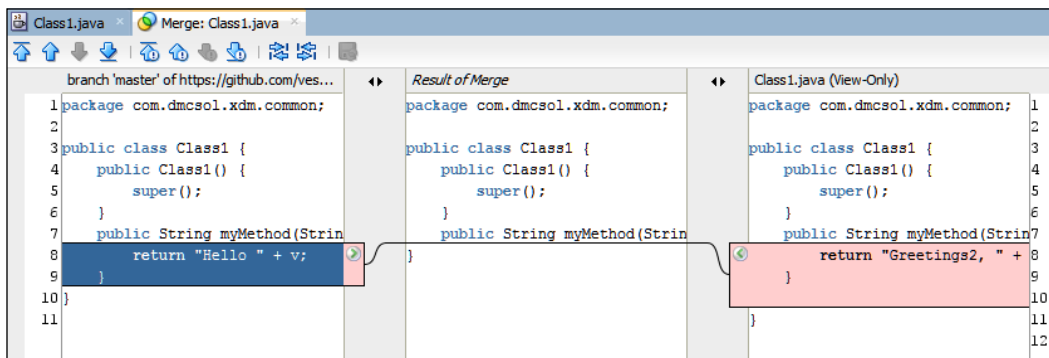 Class1.java × Merge: Class1.java ×
branch 'master' of https://github.com/ves...
1 package com.dmcsol.xdm.common;
2
3 public class Class1 {
4     public Class1() {
5         super();
6     }
7     public String myMethod(Strin
8         return "Hello " + v;
9     }
10 }
11
Result of Merge
package com.dmcsol.xdm.common;
public class Class1 {
    public Class1() {
        super();
    }
    public String myMethod(Strin
}
Class1.java (View-Only)
package com.dmcsol.xdm.common; 1
2
public class Class1 { 3
    public Class1() { 4
        super(); 5
    } 6
    public String myMethod(Strin 7
        return "Greetings2, " + 8
    } 9
10
} 11
12